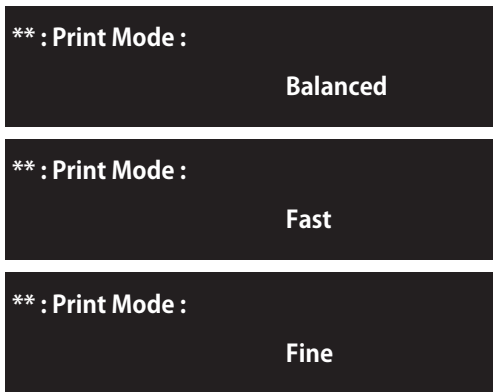 ** : Print Mode :
Balanced
** : Print Mode :
Fast
** : Print Mode :
Fine